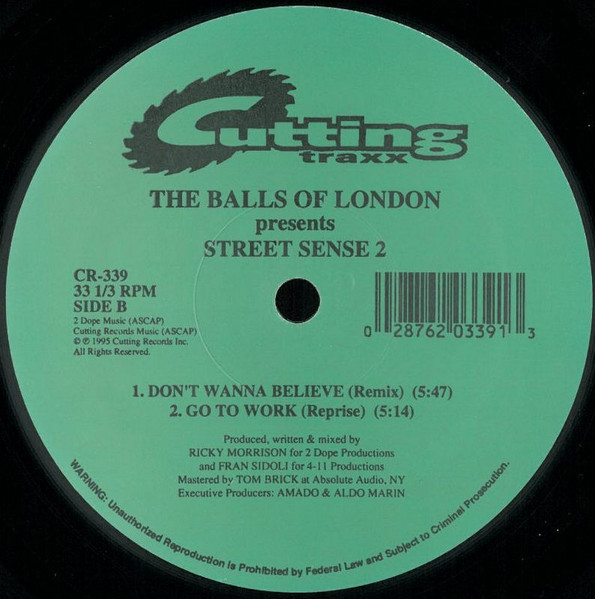 Cutting
traxx
THE BALLS OF LONDON
presents
STREET SENSE 2
CR-339
33 1/3 RPM
SIDE B
2 Dope Music (ASCAP)
Cutting Records Music (ASCAP)
© ℗ 1995 Cutting Records Inc.
All Rights Reserved.
0 28762 03391 3
1. DON'T WANNA BELIEVE (Remix) (5:47)
2. GO TO WORK (Reprise) (5:14)
Produced, written & mixed by
RICKY MORRISON for 2 Dope Productions
and FRAN SIDOLI for 4-11 Productions
Mastered by TOM BRICK at Absolute Audio, NY
Executive Producers: AMADO & ALDO MARIN
WARNING: Unauthorized Reproduction is Prohibited by Federal Law and Subject to Criminal Prosecution.